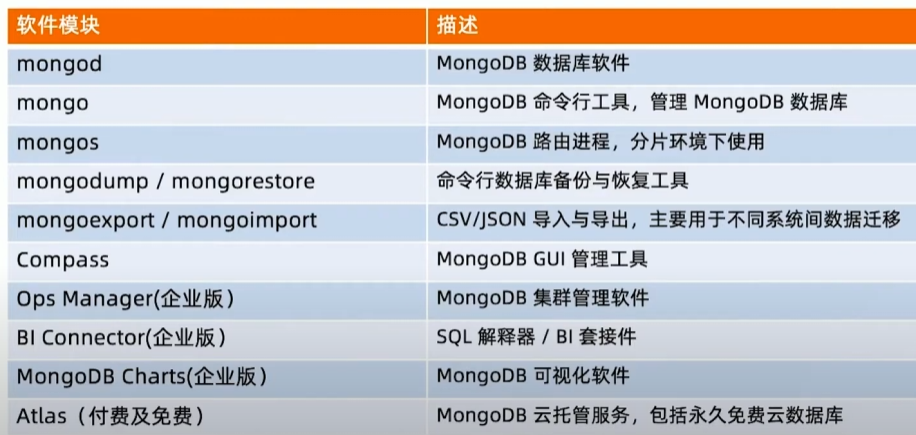 软件模块 描述
mongod MongoDB 数据库软件
mongo MongoDB 命令行工具，管理 MongoDB 数据库
mongos MongoDB 路由进程，分片环境下使用
mongodump / mongorestore 命令行数据库备份与恢复工具
mongoexport / mongoimport CSV/JSON 导入与导出，主要用于不同系统间数据迁移
Compass MongoDB GUI 管理工具
Ops Manager(企业版） MongoDB 集群管理软件
BI Connector(企业版） SQL 解释器 / BI 套接件
MongoDB Charts(企业版） MongoDB 可视化软件
Atlas（付费及免费） MongoDB 云托管服务，包括永久免费云数据库